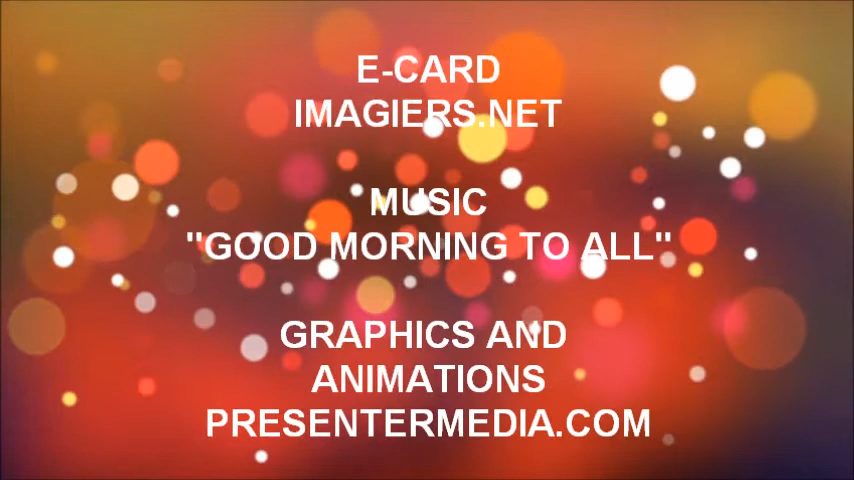 E-CARD
IMAGIERS.NET
MUSIC
"GOOD MORNING TO ALL"
GRAPHICS AND
ANIMATIONS
PRESENTERMEDIA.COM